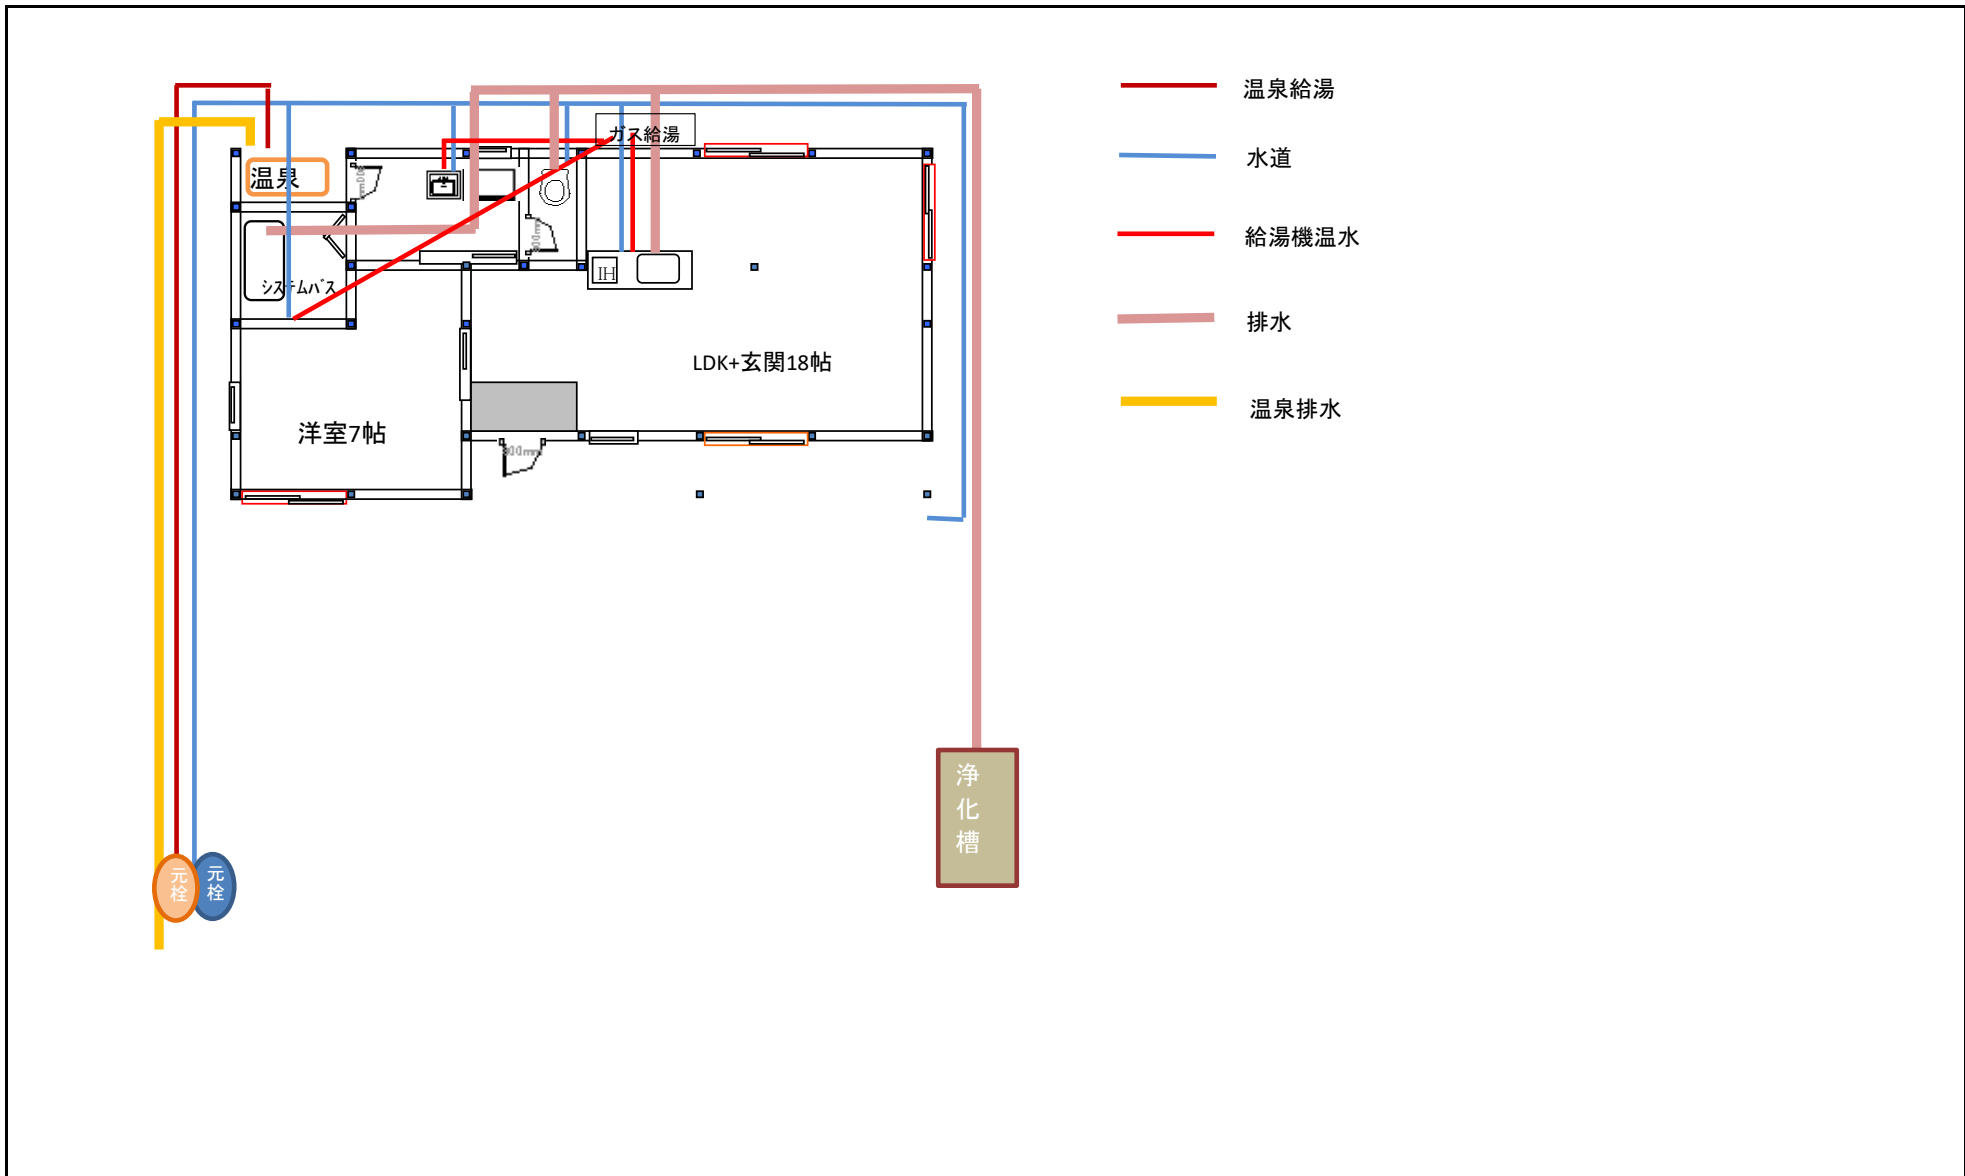 温泉給湯
水道
ガス給湯
温泉
給湯機温水
IH
システムバス
排水
LDK+玄関18帖
温泉排水
洋室7帖
浄
化
槽
元
栓
元
栓